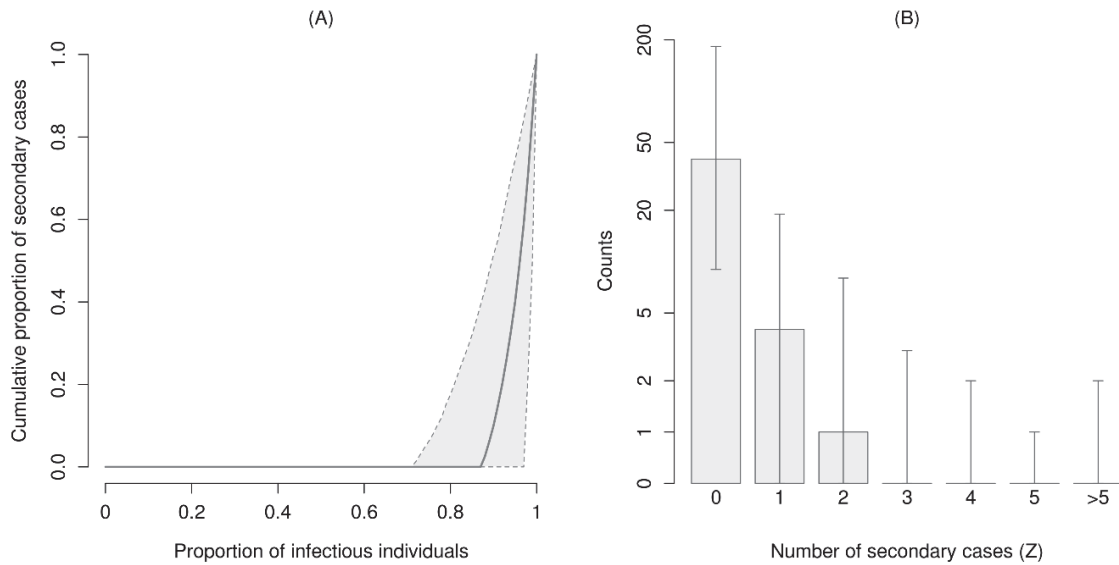 (A)
Cumulative proportion of secondary cases
1.0
0.8
0.6
0.4
0.2
0.0
0 0.2 0.4 0.6 0.8 1
Proportion of infectious individuals
(B)
Counts
200
50
20
5
2
1
0
0 1 2 3 4 5 >5
Number of secondary cases (Z)